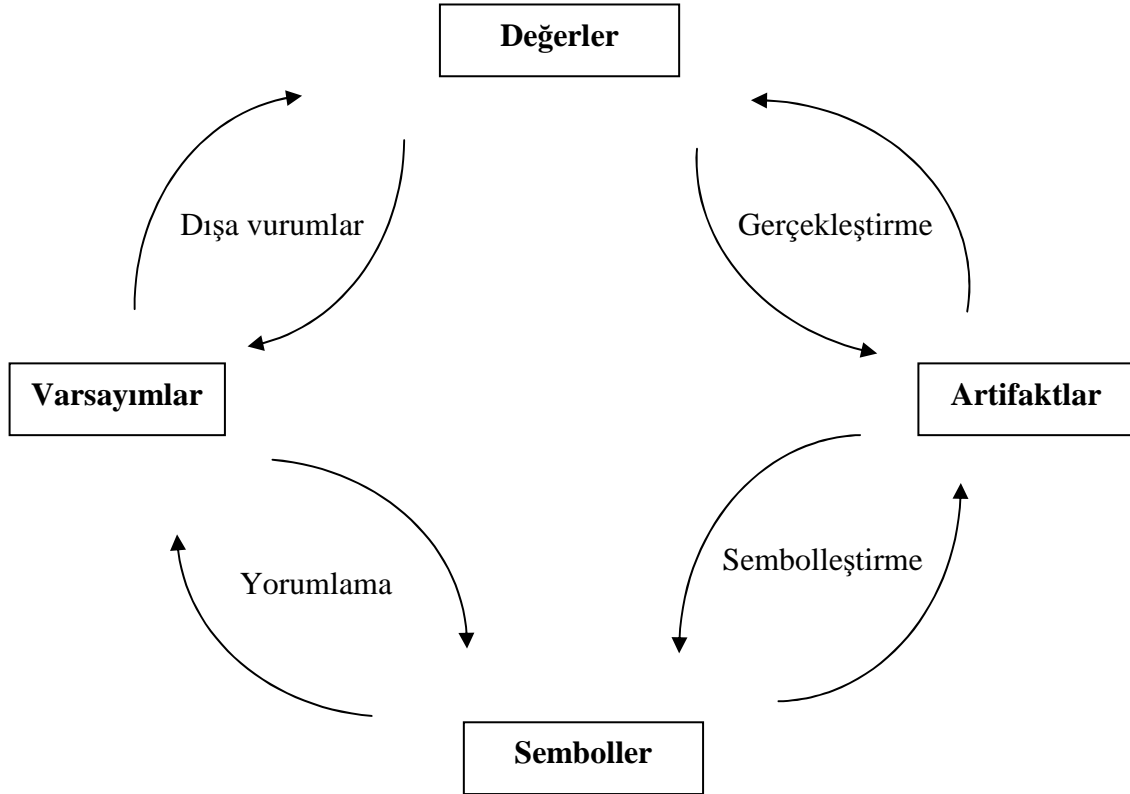 Değerler
Dışa vurumlar
Gerçekleştirme
Varsayımlar
Artifaktlar
Yorumlama
Sembolleştirme
Semboller